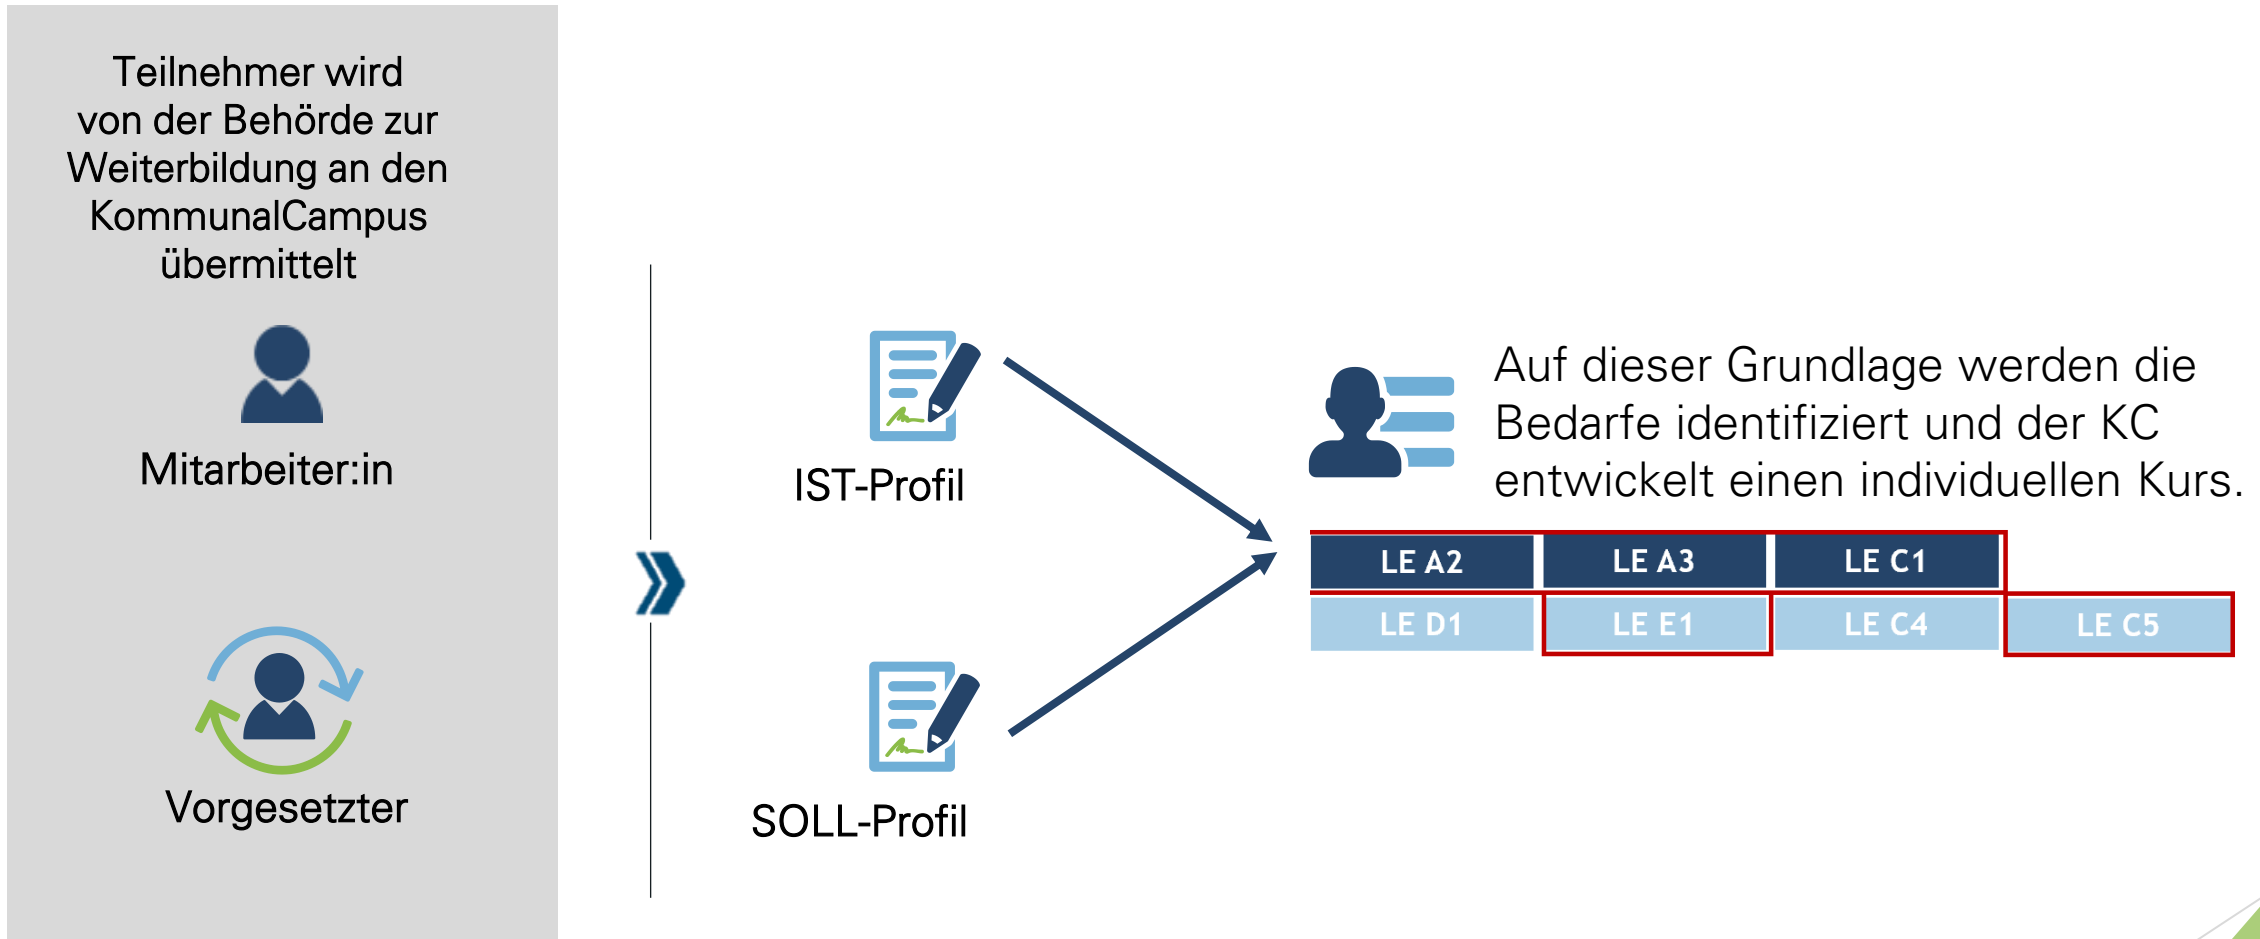 Teilnehmer wird
von der Behörde zur
Weiterbildung an den
KommunalCampus
übermittelt
Mitarbeiter:in
Vorgesetzter
IST-Profil
SOLL-Profil
Auf dieser Grundlage werden die
Bedarfe identifiziert und der KC
entwickelt einen individuellen Kurs.
LE A2 LE A3 LE C1
LE D1 LE E1 LE C4 LE C5